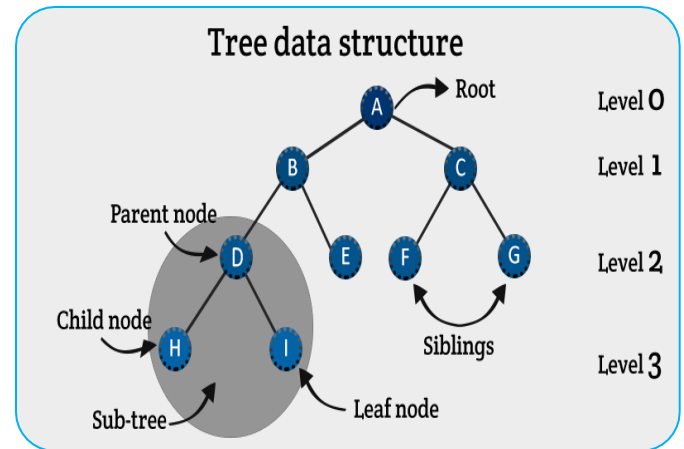 Tree data structure
A
Root
Level 0
B
C
Level 1
Parent node
D
E
F
G
Level 2
Child node
H
I
Siblings
Level 3
Sub-tree
Leaf node